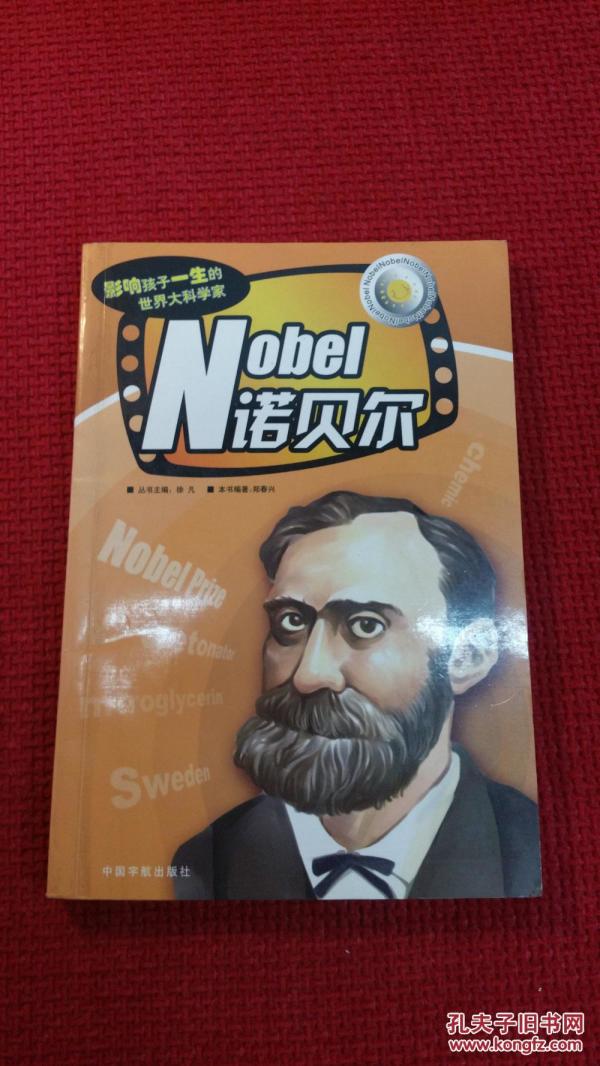 影响孩子一生的
世界大科学家
NobelNobelNobelNobelNobel
Nobel
诺贝尔
■ 丛书主编：徐 凡 ■ 本书编著：郑春兴
chemic
Nobel Prize
tonator
nitroglycerin
Sweden
中国宇航出版社
孔夫子旧书网
www.kongfz.com